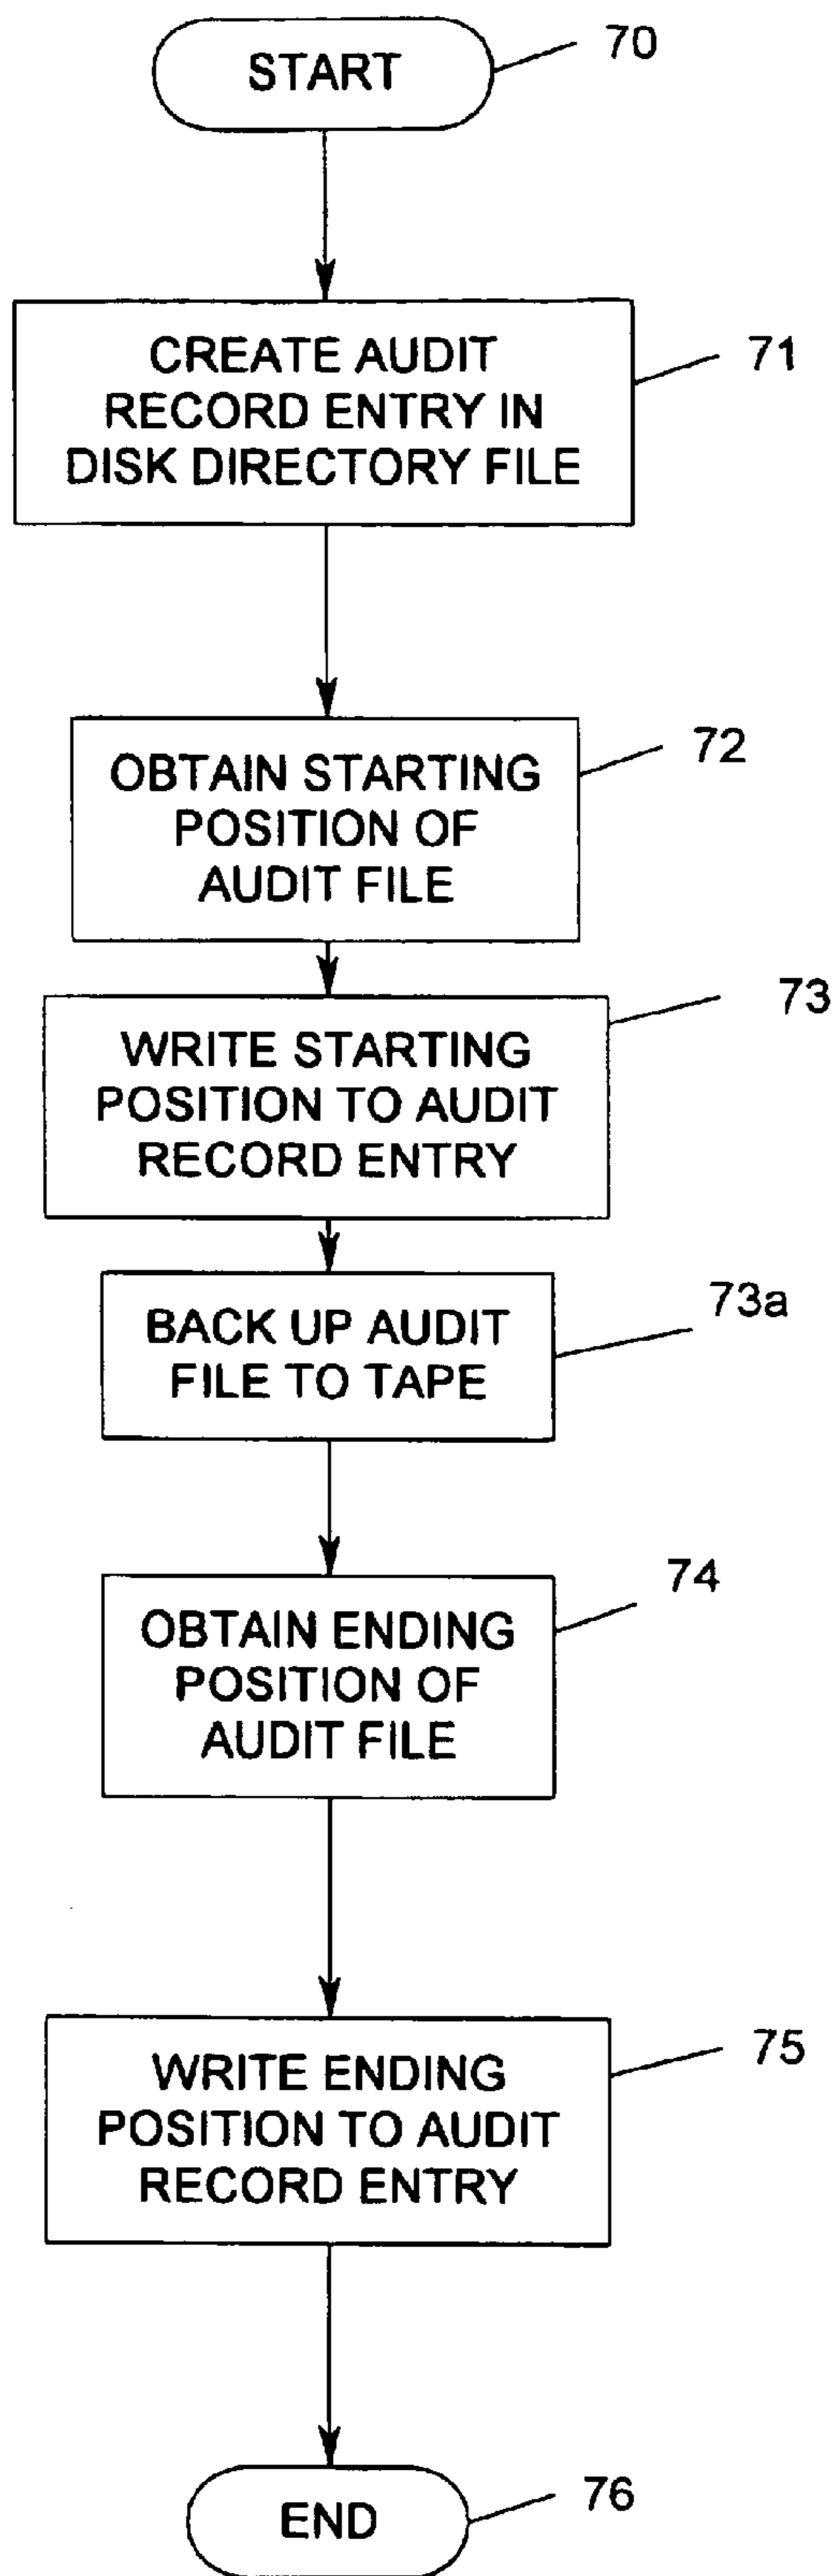 START
70
CREATE AUDIT
RECORD ENTRY IN
DISK DIRECTORY FILE
71
OBTAIN STARTING
POSITION OF
AUDIT FILE
72
WRITE STARTING
POSITION TO AUDIT
RECORD ENTRY
73
BACK UP AUDIT
FILE TO TAPE
73a
OBTAIN ENDING
POSITION OF
AUDIT FILE
74
WRITE ENDING
POSITION TO AUDIT
RECORD ENTRY
75
END
76